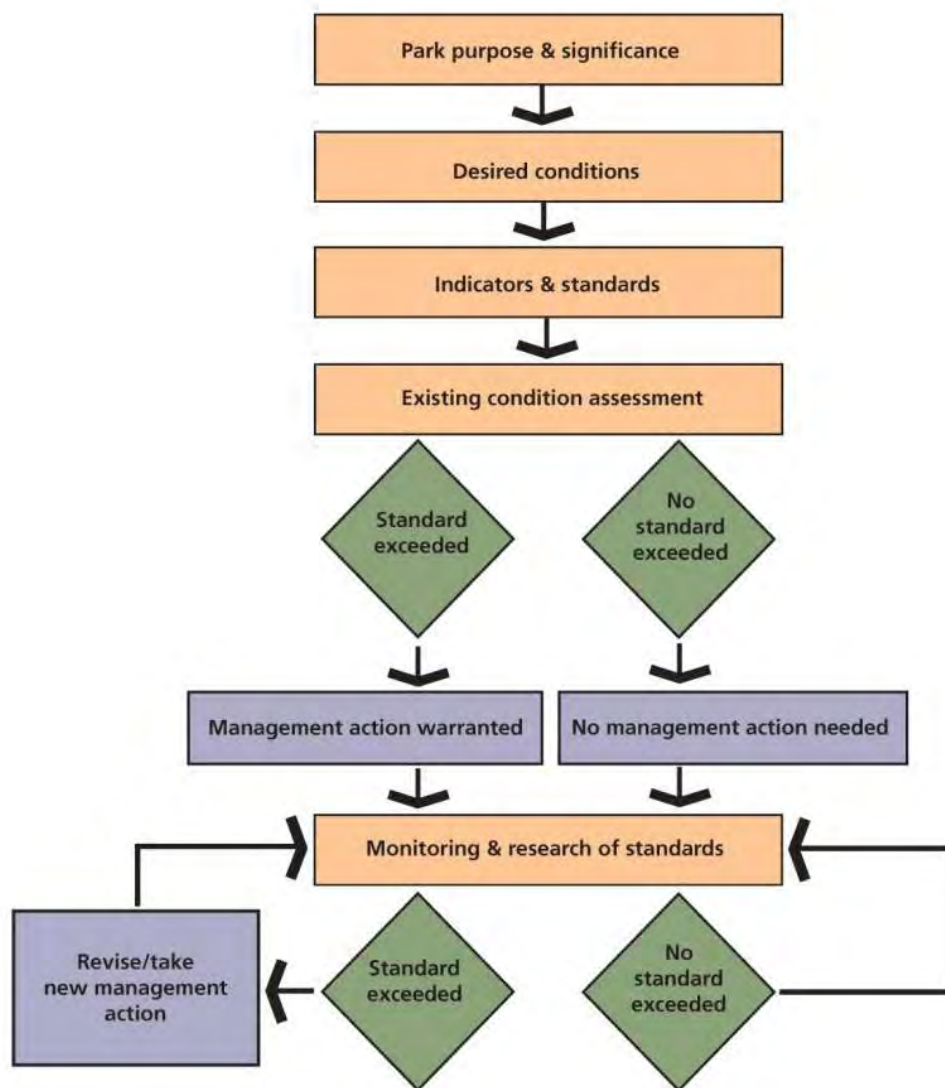 Park purpose & significance
Desired conditions
Indicators & standards
Existing condition assessment
Standard
exceeded
No
standard
exceeded
Management action warranted
No management action needed
Monitoring & research of standards
Revise/take
new management
action
Standard
exceeded
No
standard
exceeded